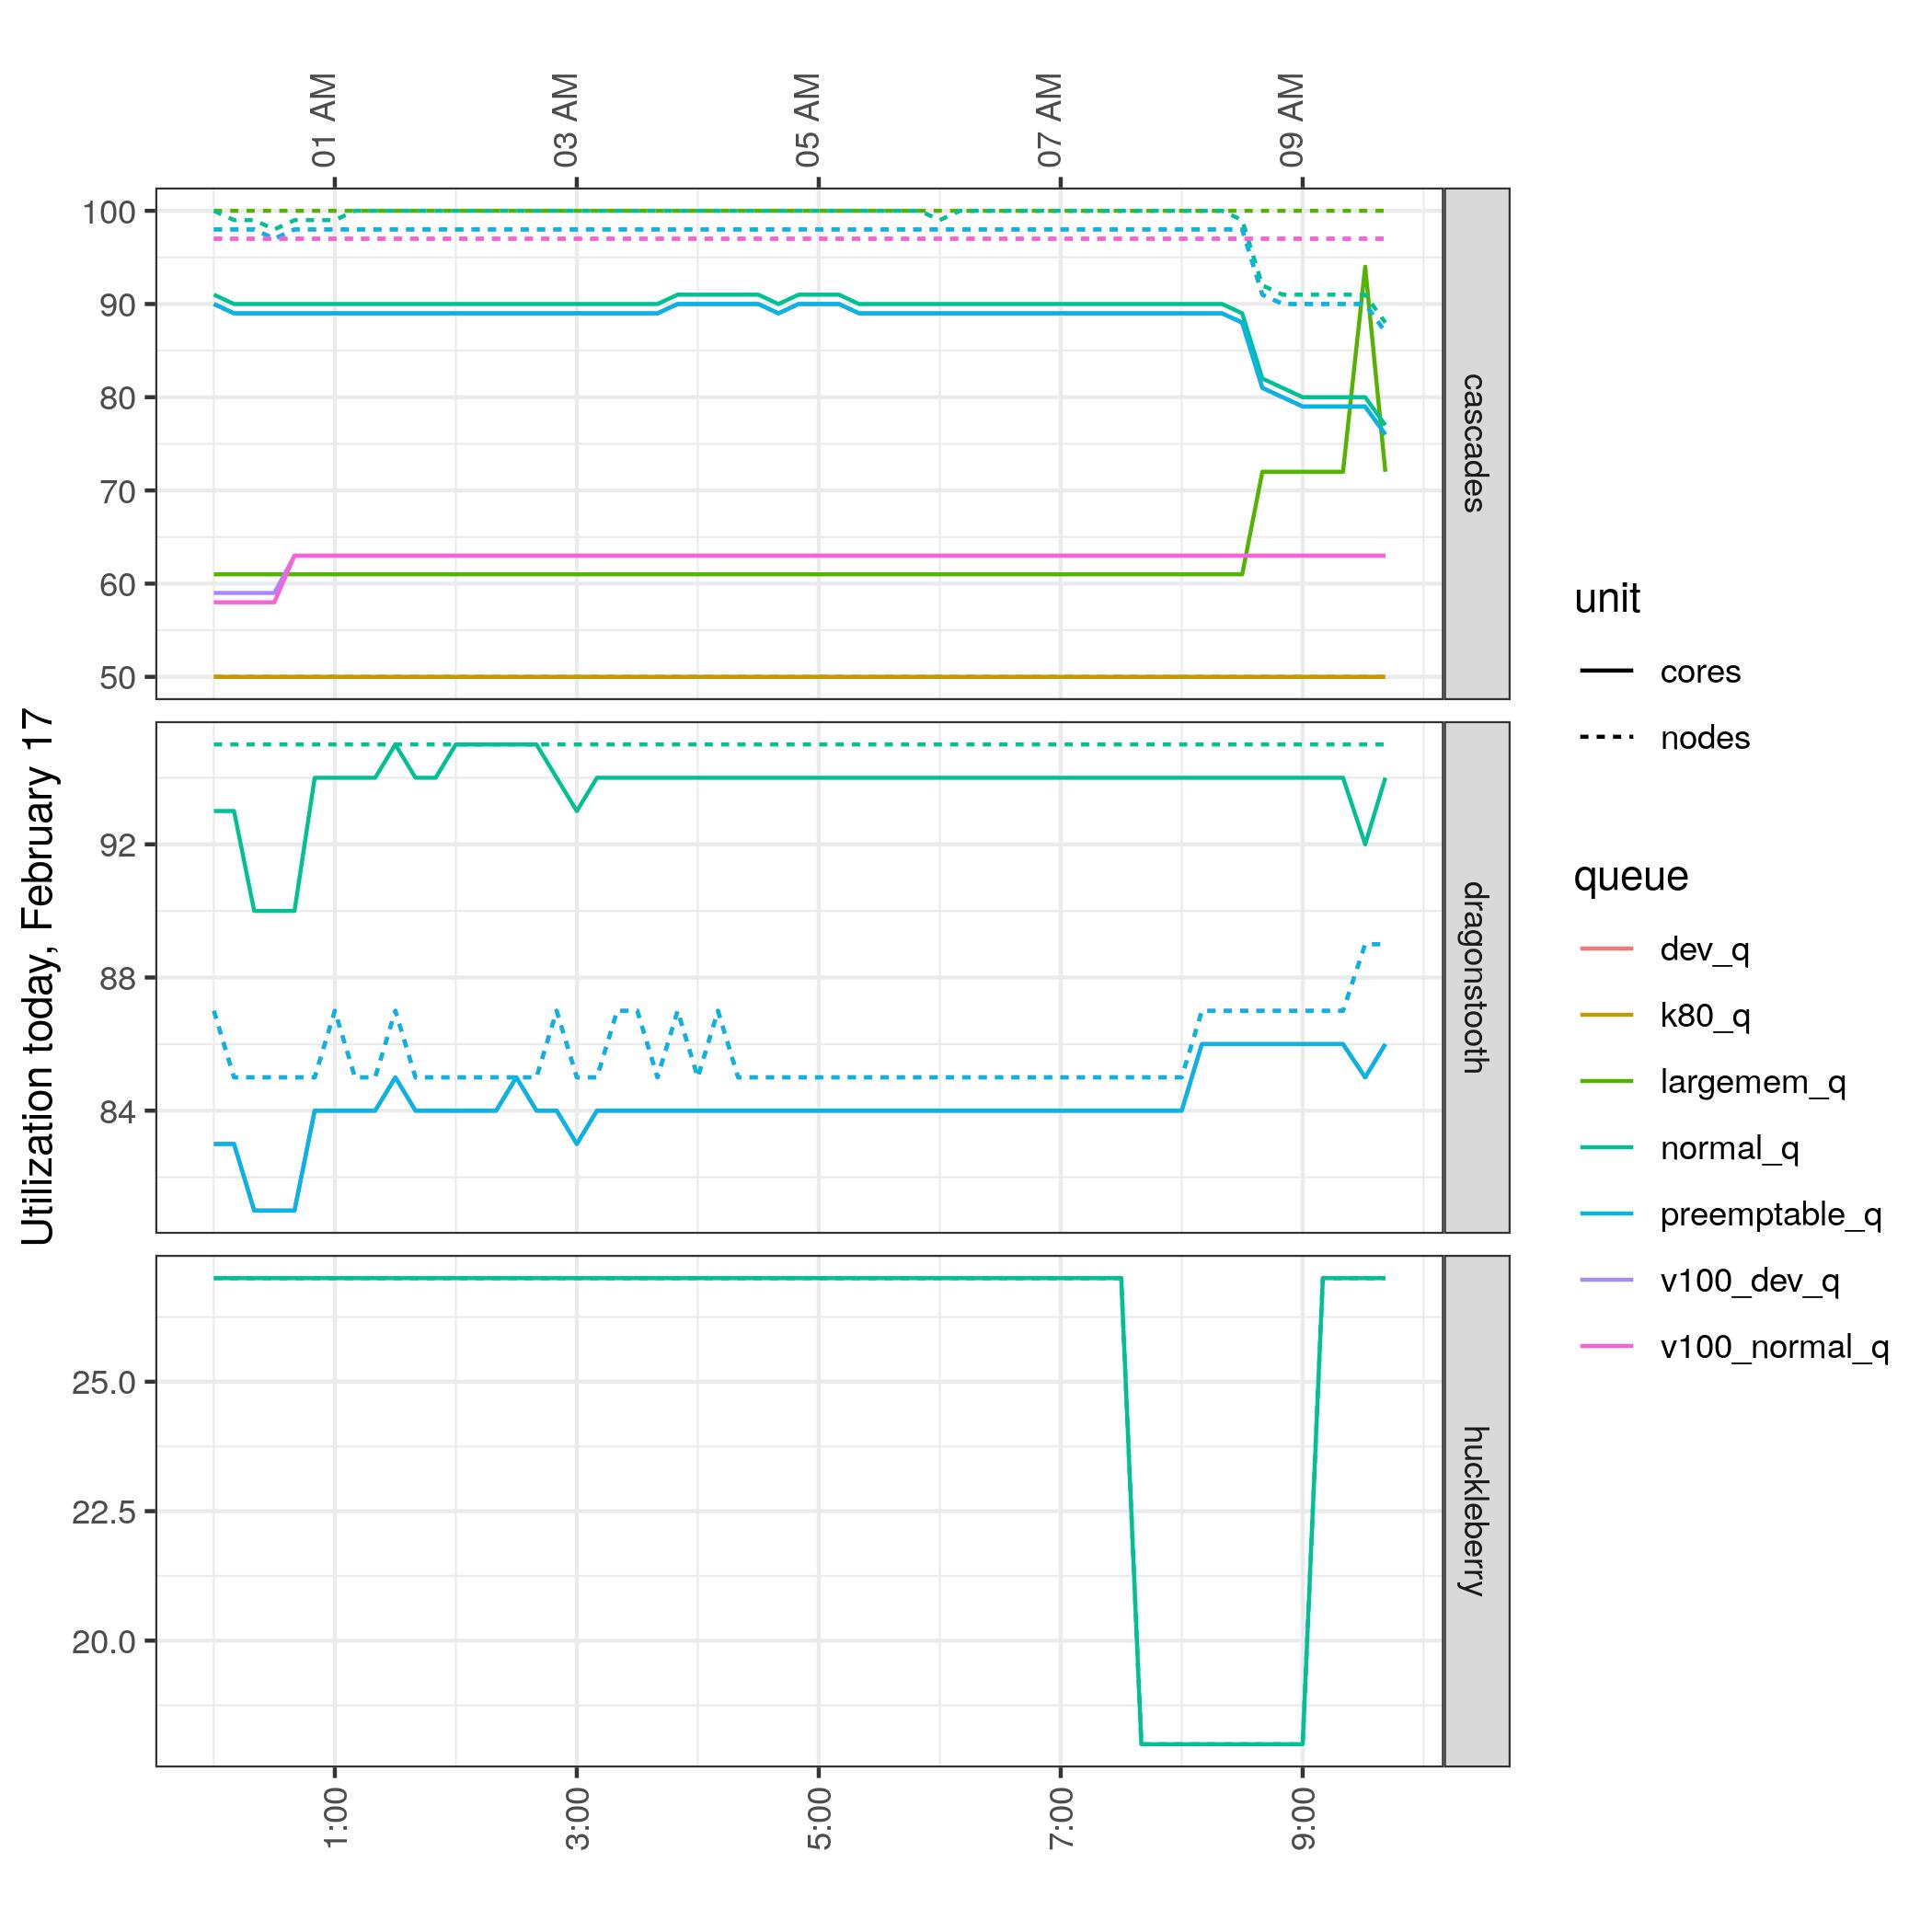 01 AM
03 AM
05 AM
07 AM
09 AM
Utilization today, February 17
100
90
80
70
60
50
cascades
92
88
84
dragonstooth
25.0
22.5
20.0
huckleberry
1:00
3:00
5:00
7:00
9:00
unit
cores
nodes
queue
dev_q
k80_q
largemem_q
normal_q
preemptable_q
v100_dev_q
v100_normal_q